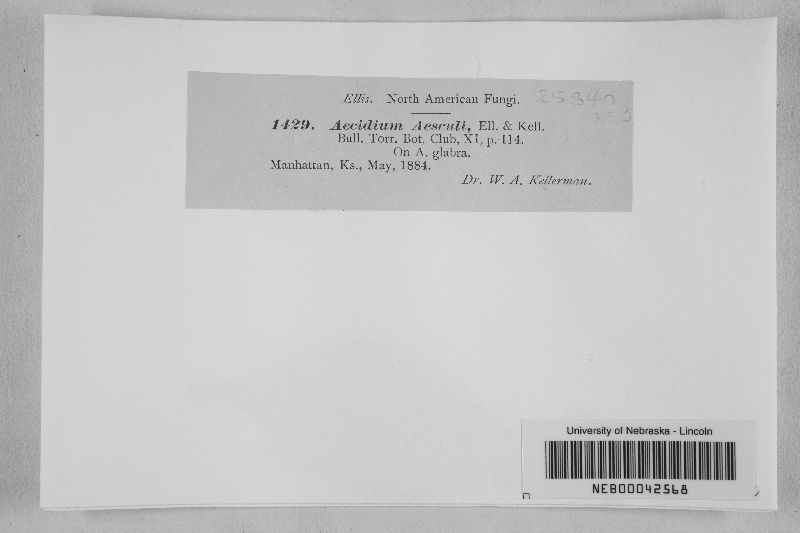 Ellis. North American Fungi. 25840
1429. Aecidium Aesculi, Ell. & Kell.
Bull. Torr. Bot. Club, XI, p. 114.
On A. glabra.
Manhattan, Ks., May, 1884.
Dr. W. A. Kellerman.
University of Nebraska - Lincoln
NEB00042568